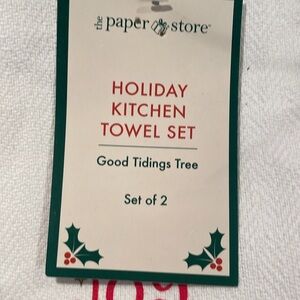 the paper store
HOLIDAY
KITCHEN
TOWEL SET
Good Tidings Tree
Set of 2